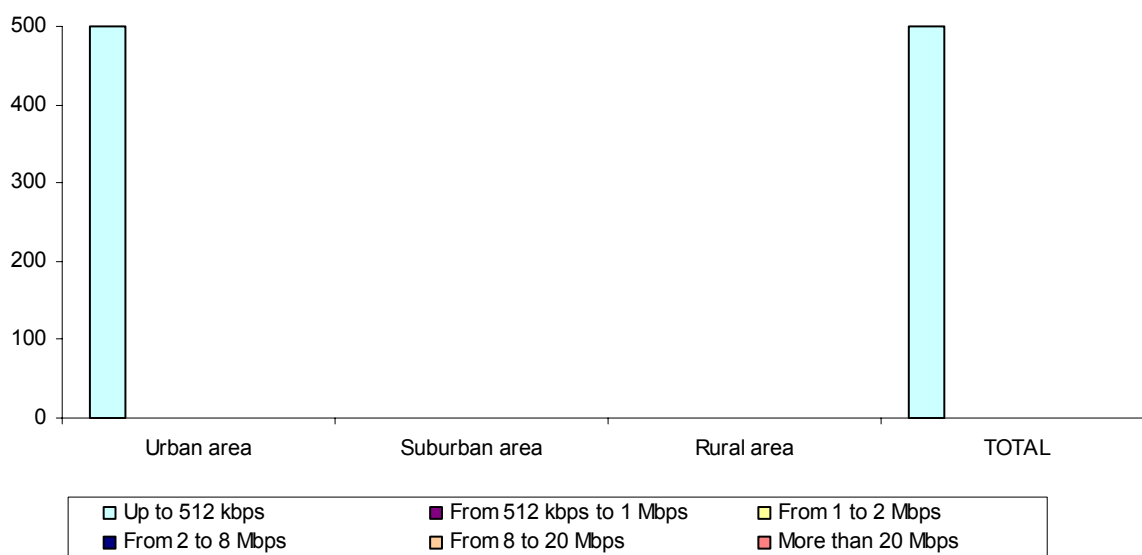 500
400
300
200
100
0
Urban area Suburban area Rural area TOTAL
Up to 512 kbps From 512 kbps to 1 Mbps From 1 to 2 Mbps
From 2 to 8 Mbps From 8 to 20 Mbps More than 20 Mbps